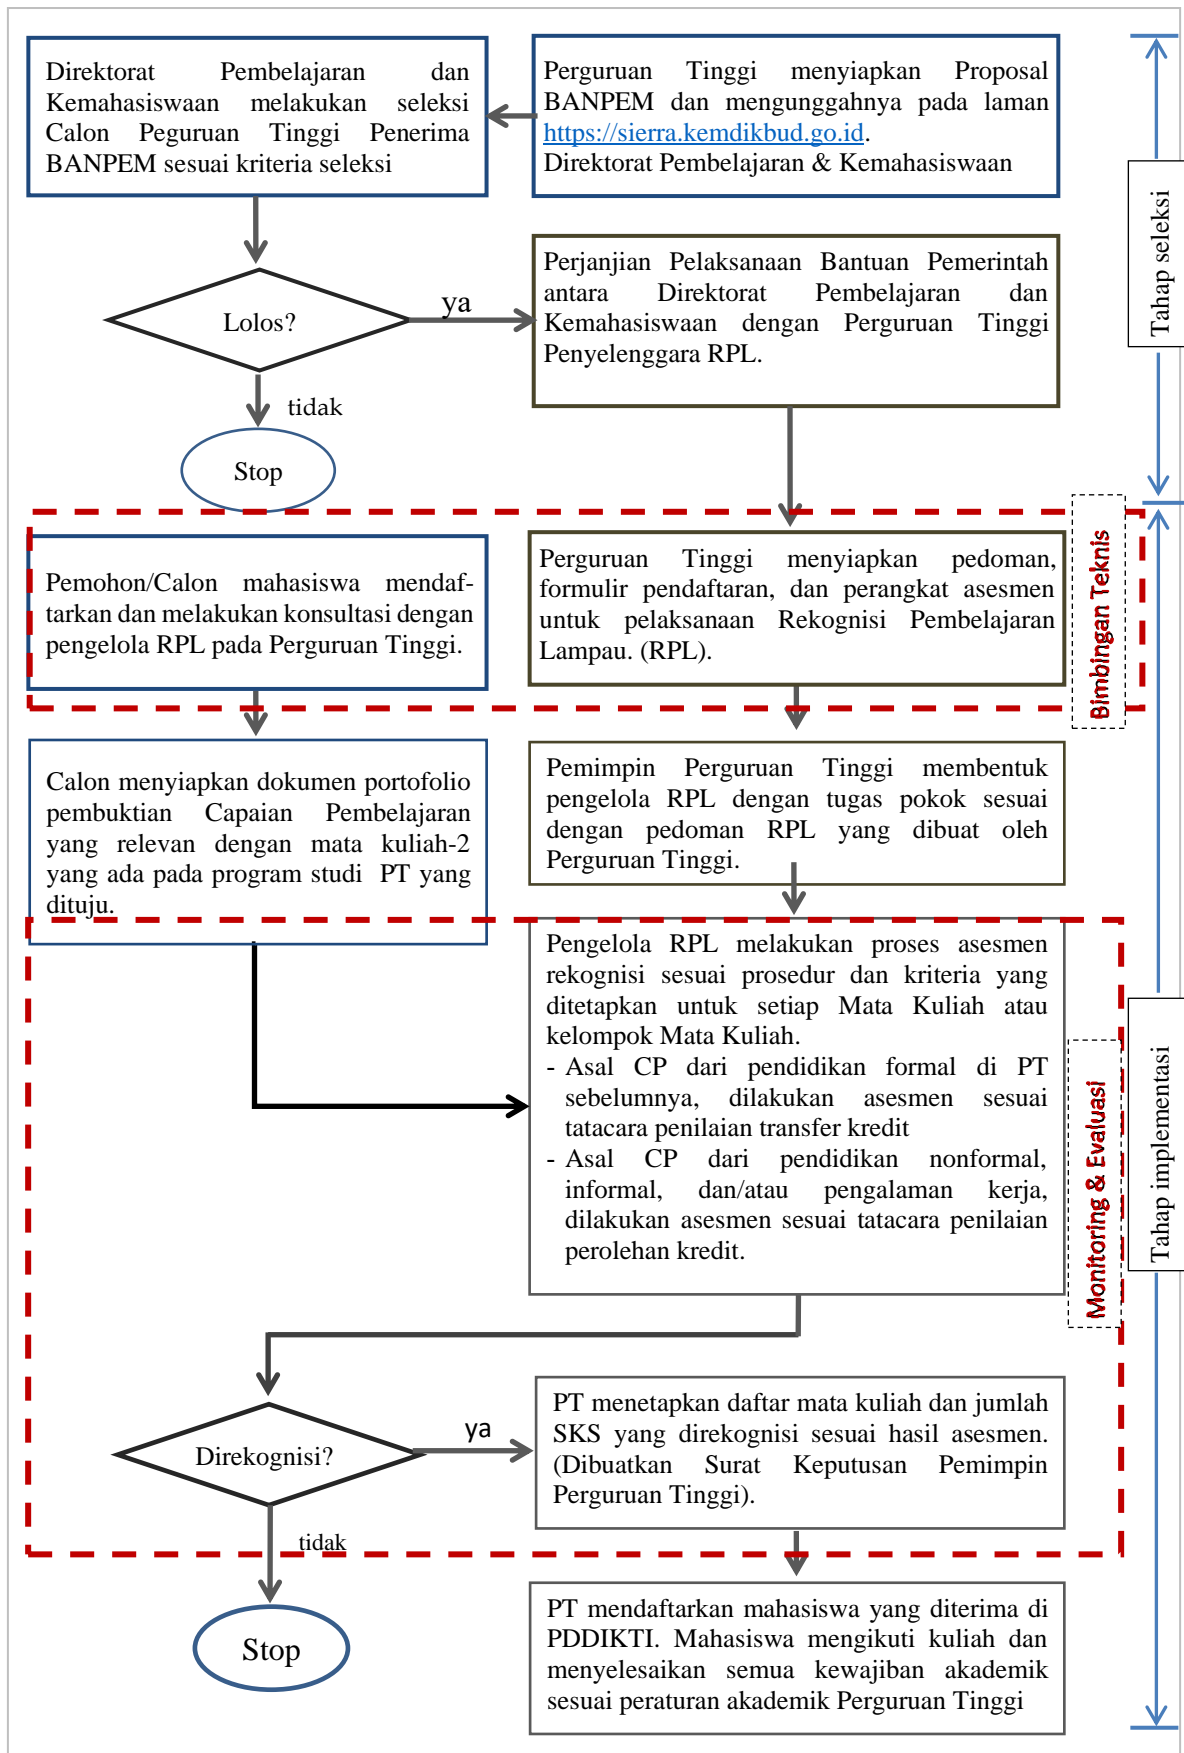 Direktorat Pembelajaran dan
Kemahasiswaan melakukan seleksi
Calon Peguruan Tinggi Penerima
BANPEM sesuai kriteria seleksi
Perguruan Tinggi menyiapkan Proposal
BANPEM dan mengunggahnya pada laman
https://sierra.kemdikbud.go.id.
Direktorat Pembelajaran & Kemahasiswaan
Tahap seleksi
Lolos?
ya
tidak
Stop
Perjanjian Pelaksanaan Bantuan Pemerintah
antara Direktorat Pembelajaran dan
Kemahasiswaan dengan Perguruan Tinggi
Penyelenggara RPL.
Pemohon/Calon mahasiswa mendaf-
tarkan dan melakukan konsultasi dengan
pengelola RPL pada Perguruan Tinggi.
Perguruan Tinggi menyiapkan pedoman,
formulir pendaftaran, dan perangkat asesmen
untuk pelaksanaan Rekognisi Pembelajaran
Lampau. (RPL).
Bimbingan Teknis
Calon menyiapkan dokumen portofolio
pembuktian Capaian Pembelajaran
yang relevan dengan mata kuliah-2
yang ada pada program studi PT yang
dituju.
Pemimpin Perguruan Tinggi membentuk
pengelola RPL dengan tugas pokok sesuai
dengan pedoman RPL yang dibuat oleh
Perguruan Tinggi.
Pengelola RPL melakukan proses asesmen
rekognisi sesuai prosedur dan kriteria yang
ditetapkan untuk setiap Mata Kuliah atau
kelompok Mata Kuliah.
- Asal CP dari pendidikan formal di PT
sebelumnya, dilakukan asesmen sesuai
tatacara penilaian transfer kredit
- Asal CP dari pendidikan nonformal,
informal, dan/atau pengalaman kerja,
dilakukan asesmen sesuai tatacara penilaian
perolehan kredit.
Monitoring & Evaluasi
Tahap implementasi
Direkognisi?
ya
tidak
Stop
PT menetapkan daftar mata kuliah dan jumlah
SKS yang direkognisi sesuai hasil asesmen.
(Dibuatkan Surat Keputusan Pemimpin
Perguruan Tinggi).
PT mendaftarkan mahasiswa yang diterima di
PDDIKTI. Mahasiswa mengikuti kuliah dan
menyelesaikan semua kewajiban akademik
sesuai peraturan akademik Perguruan Tinggi